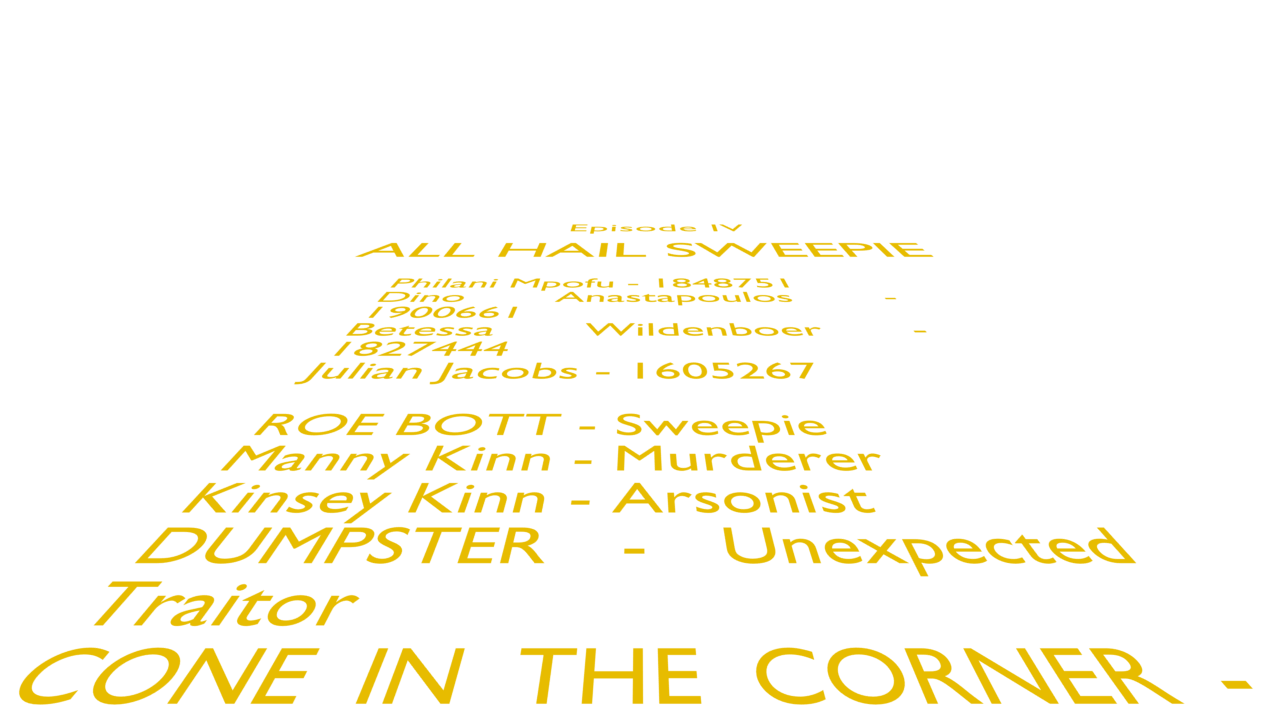 Episode IV
ALL HAIL SWEEPIE
Philani Mpofu - 1848751
Dino Anastapoulos -
1900661
Betessa Wildenboer -
1827444
Julian Jacobs - 1605267
ROE BOTT - Sweepie
Manny Kinn - Murderer
Kinsey Kinn - Arsonist
DUMPSTER - Unexpected
Traitor
CONE IN THE CORNER -